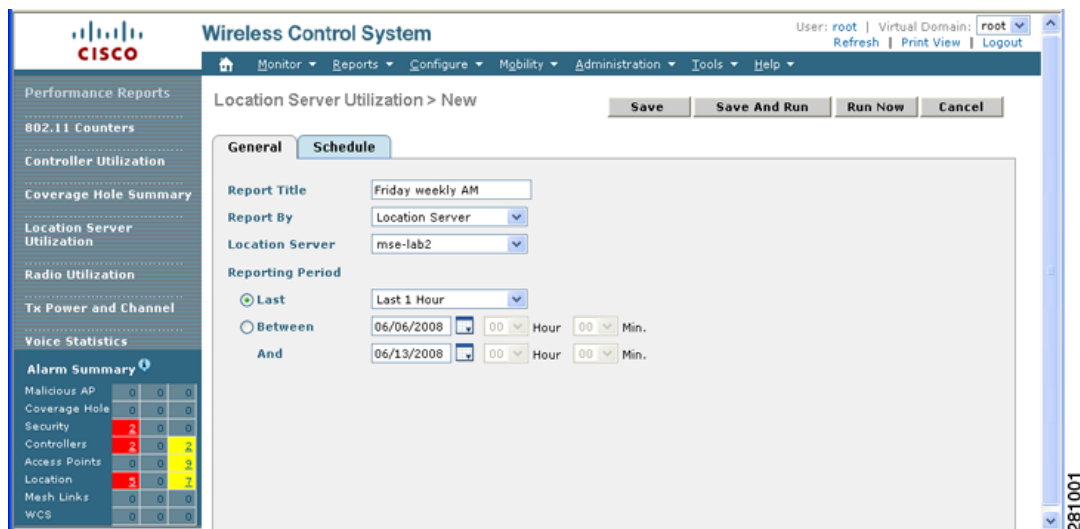 CISCO
Wireless Control System
User: root | Virtual Domain: root
Refresh | Print View | Logout
Monitor Reports Configure Mobility Administration Tools Help
Performance Reports
802.11 Counters
Controller Utilization
Coverage Hole Summary
Location Server
Utilization
Radio Utilization
Tx Power and Channel
Voice Statistics
Alarm Summary
Malicious AP 0 0 0
Coverage Hole 0 0 0
Security 2 0 0
Controllers 2 0 2
Access Points 0 0 9
Location 5 0 7
Mesh Links 0 0 0
WCS 0 0 0
Location Server Utilization > New
Save Save And Run Run Now Cancel
General Schedule
Report Title Friday weekly AM
Report By Location Server
Location Server mse-lab2
Reporting Period
Last Last 1 Hour
Between 06/06/2008 00 Hour 00 Min.
And 06/13/2008 00 Hour 00 Min.
281001